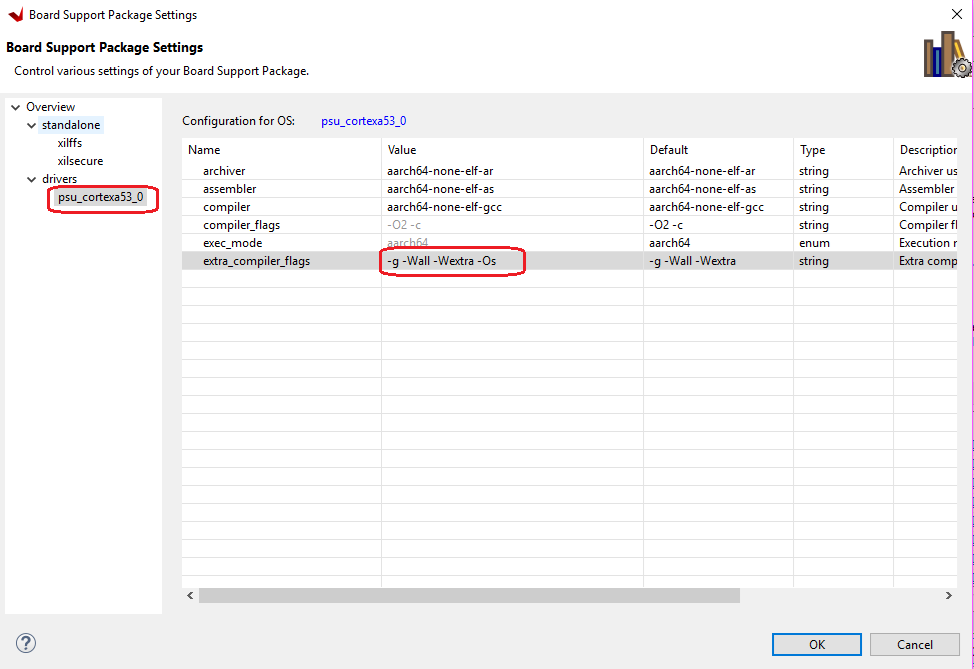 Board Support Package Settings
Board Support Package Settings
Control various settings of your Board Support Package.
Overview
standalone
xilffs
xilsecure
drivers
psu_cortexa53_0
Configuration for OS: psu_cortexa53_0
Name Value Default Type Description
archiver aarch64-none-elf-ar aarch64-none-elf-ar string Archiver us
assembler aarch64-none-elf-as aarch64-none-elf-as string Assembler
compiler aarch64-none-elf-gcc aarch64-none-elf-gcc string Compiler u
compiler_flags -O2 -c -O2 -c string Compiler fl
exec_mode aarch64 aarch64 enum Execution r
extra_compiler_flags -g -Wall -Wextra -Os -g -Wall -Wextra string Extra comp
?
OK Cancel